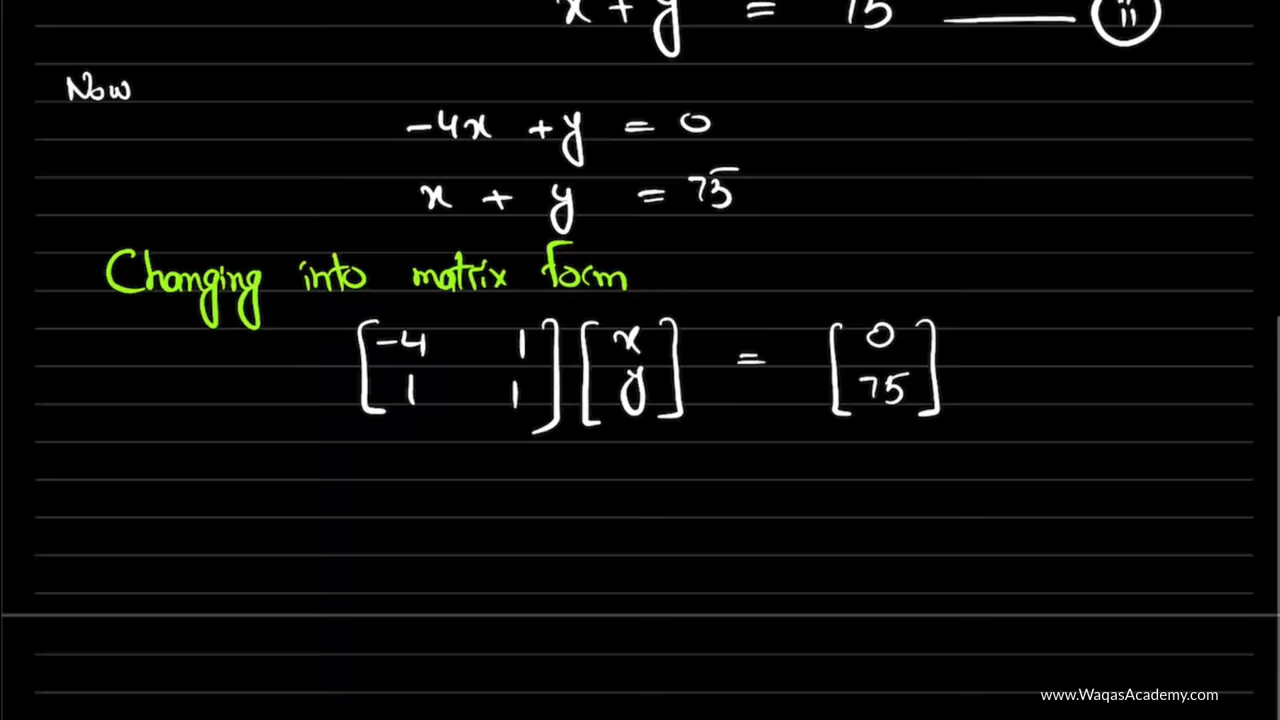 x + y = 75 ——— (ii)
Now
-4x + y = 0
x + y = 75
Changing into matrix form
[-4 1] [x] = [0]
[1 1] [y] [75]
www.WaqasAcademy.com